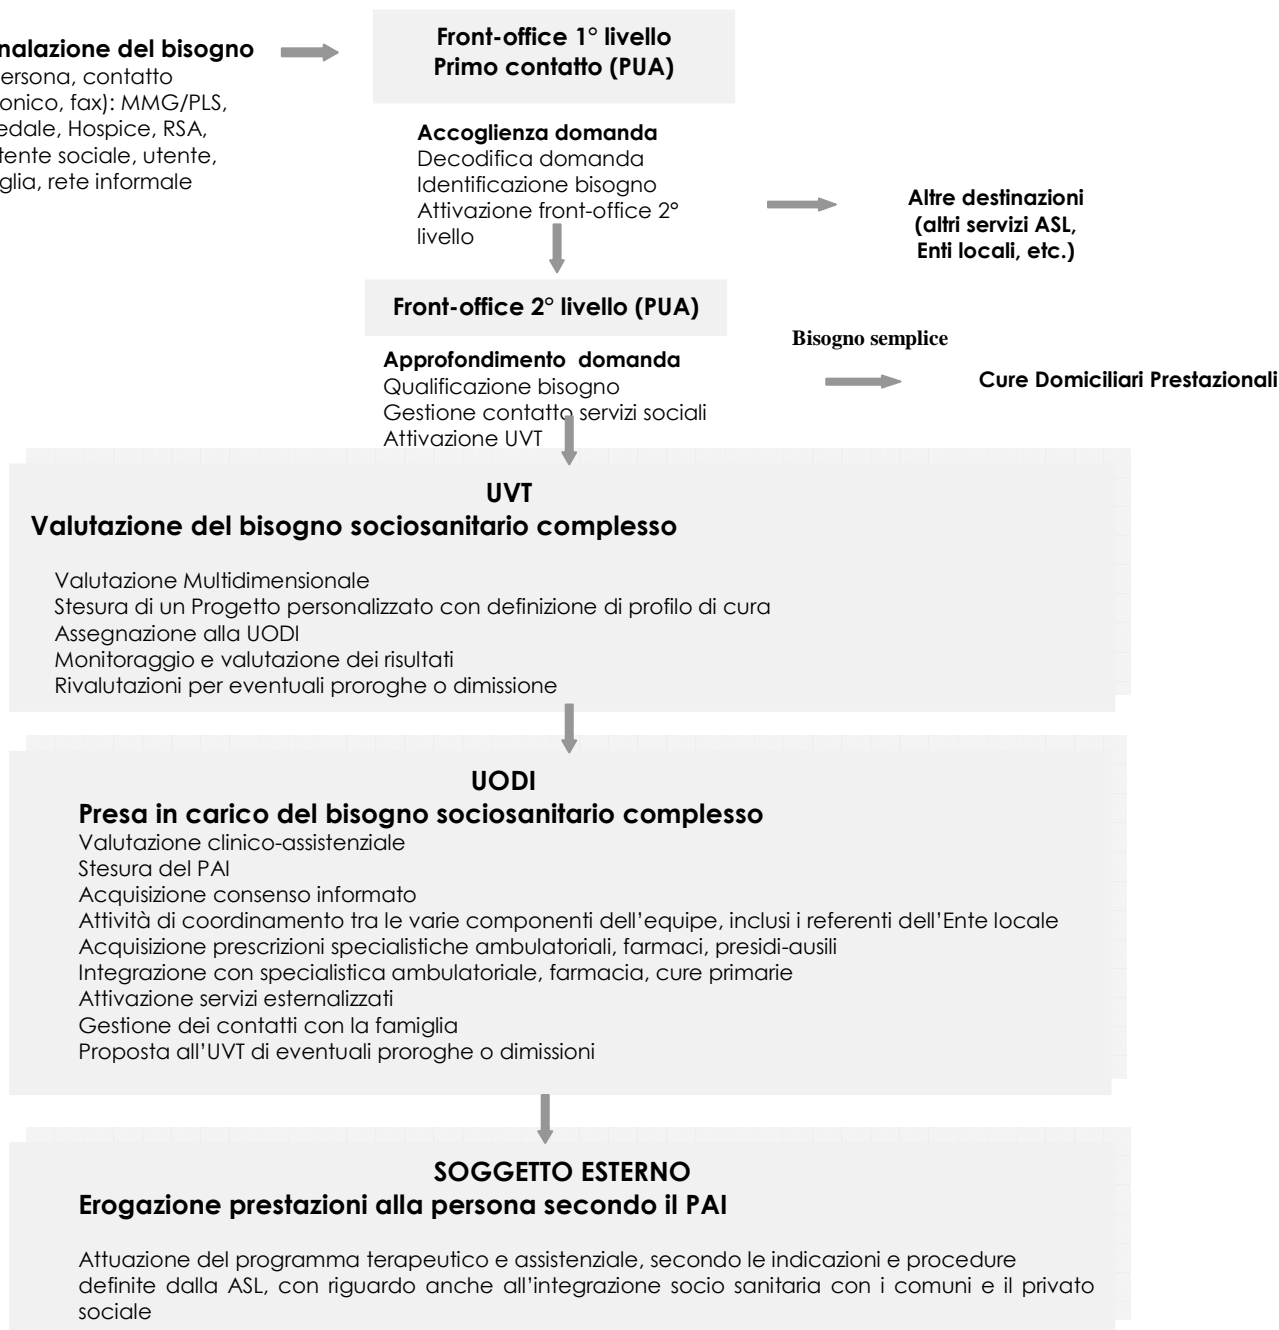 nalazione del bisogno
ersona, contatto
onico, fax): MMG/PLS,
edale, Hospice, RSA,
tente sociale, utente,
glia, rete informale
Front-office 1° livello
Primo contatto (PUA)
Accoglienza domanda
Decodifica domanda
Identificazione bisogno
Attivazione front-office 2°
livello
Altre destinazioni
(altri servizi ASL,
Enti locali, etc.)
Front-office 2° livello (PUA)
Approfondimento domanda
Qualificazione bisogno
Gestione contatto servizi sociali
Attivazione UVT
Bisogno semplice
Cure Domiciliari Prestazionali
UVT
Valutazione del bisogno sociosanitario complesso
Valutazione Multidimensionale
Stesura di un Progetto personalizzato con definizione di profilo di cura
Assegnazione alla UODI
Monitoraggio e valutazione dei risultati
Rivalutazioni per eventuali proroghe o dimissione
UODI
Presa in carico del bisogno sociosanitario complesso
Valutazione clinico-assistenziale
Stesura del PAI
Acquisizione consenso informato
Attività di coordinamento tra le varie componenti dell'equipe, inclusi i referenti dell'Ente locale
Acquisizione prescrizioni specialistiche ambulatoriali, farmaci, presidi-ausili
Integrazione con specialistica ambulatoriale, farmacia, cure primarie
Attivazione servizi esternalizzati
Gestione dei contatti con la famiglia
Proposta all'UVT di eventuali proroghe o dimissioni
SOGGETTO ESTERNO
Erogazione prestazioni alla persona secondo il PAI
Attuazione del programma terapeutico e assistenziale, secondo le indicazioni e procedure
definite dalla ASL, con riguardo anche all'integrazione socio sanitaria con i comuni e il privato
sociale